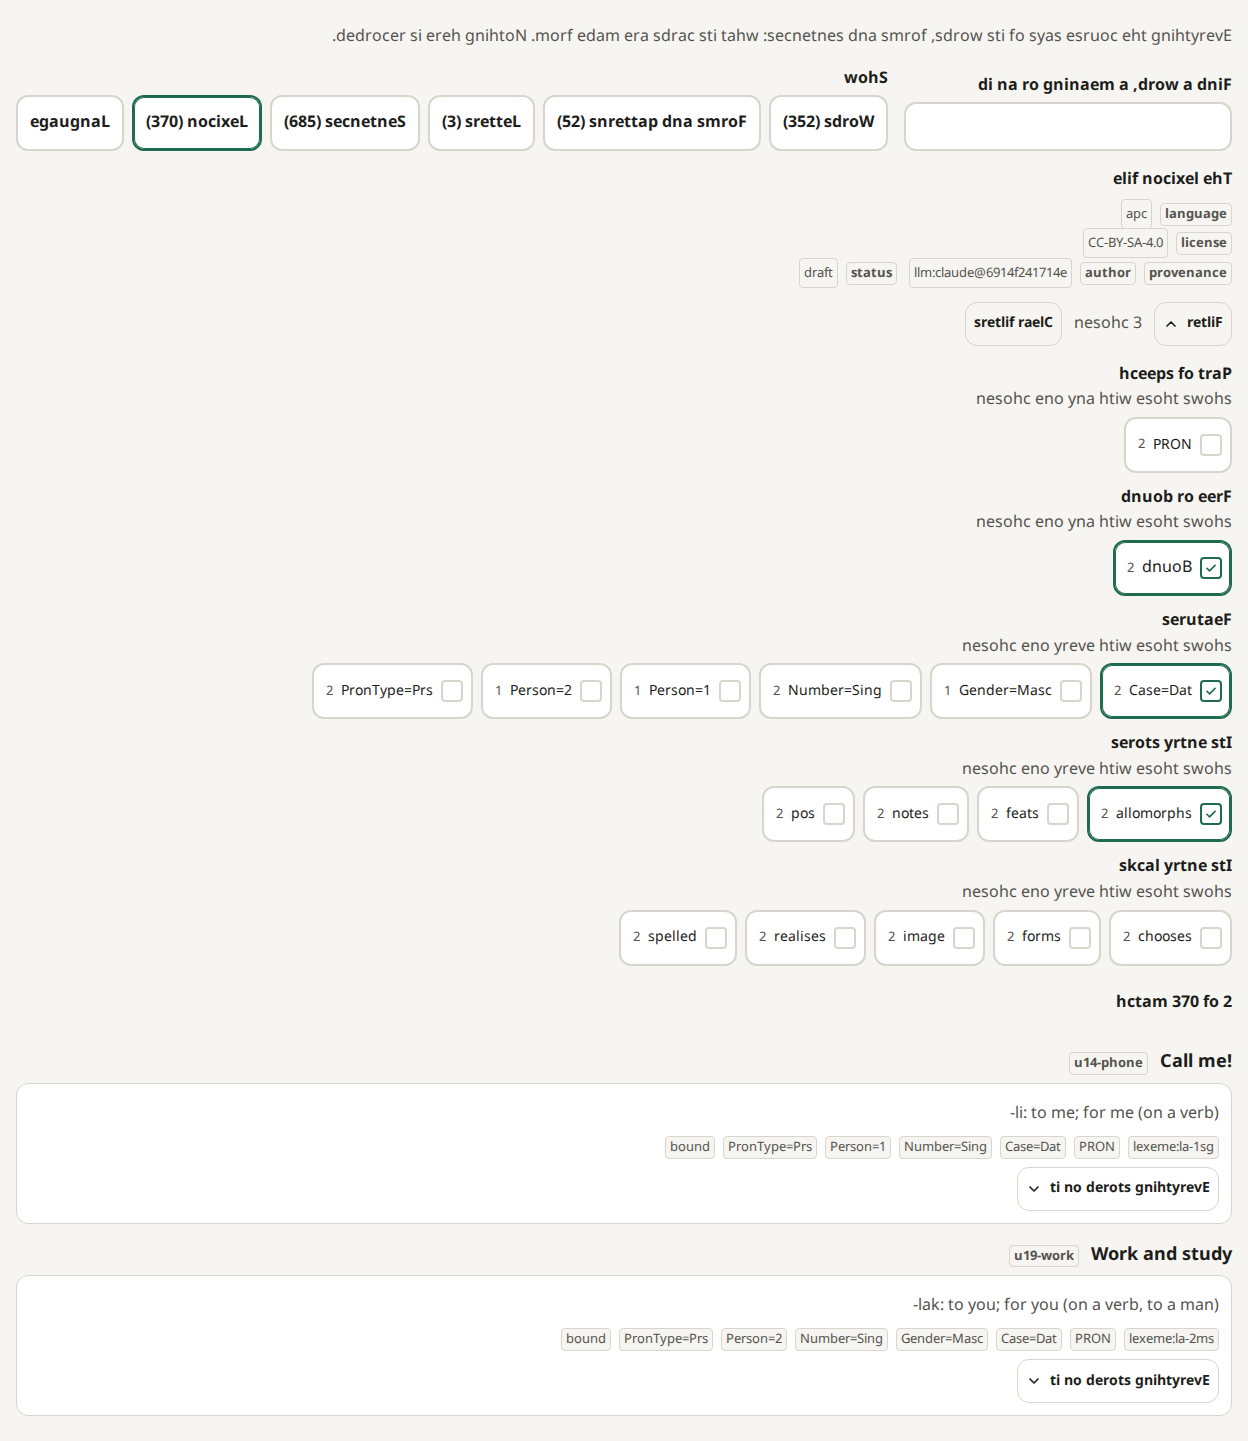 .dedrocer si ereh gnihtoN .morf edam era sdrac sti tahw :secnetnes dna smrof ,sdrow sti fo syas esruoc eht gnihtyrevE
di na ro gninaem a ,drow a dniF
wohS
(352) sdroW
(52) snrettap dna smroF
(3) sretteL
(685) secnetneS
(370) nocixeL
egaugnaL
elif nocixel ehT
language apc
license CC-BY-SA-4.0
provenance author llm:claude@6914f241714e status draft
retliF
nesohc 3
sretlif raelC
hceeps fo traP
nesohc eno yna htiw esoht swohs
PRON 2
dnuob ro eerF
nesohc eno yna htiw esoht swohs
dnuoB 2
serutaeF
nesohc eno yreve htiw esoht swohs
Case=Dat 2
Gender=Masc 1
Number=Sing 2
Person=1 1
Person=2 1
PronType=Prs 2
serots yrtne stI
nesohc eno yreve htiw esoht swohs
allomorphs 2
feats 2
notes 2
pos 2
skcal yrtne stI
nesohc eno yreve htiw esoht swohs
chooses 2
forms 2
image 2
realises 2
spelled 2
hctam 370 fo 2
Call me! u14-phone
-li: to me; for me (on a verb)
lexeme:la-1sg PRON Case=Dat Number=Sing Person=1 PronType=Prs bound
ti no derots gnihtyrevE
Work and study u19-work
-lak: to you; for you (on a verb, to a man)
lexeme:la-2ms PRON Case=Dat Gender=Masc Number=Sing Person=2 PronType=Prs bound
ti no derots gnihtyrevE